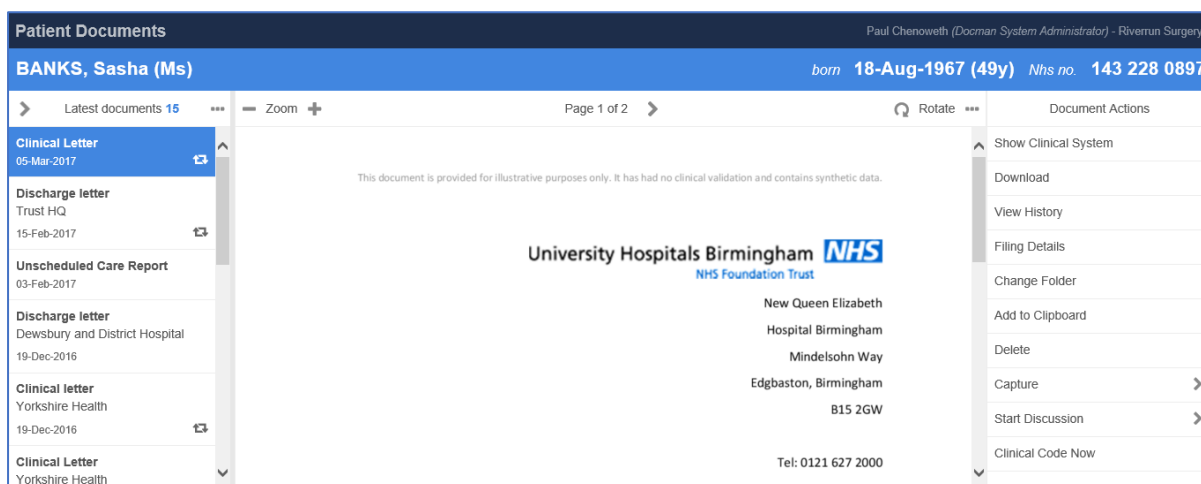 Patient Documents
Paul Chenoweth (Docman System Administrator) - Riverrun Surgery
BANKS, Sasha (Ms)
born 18-Aug-1967 (49y) Nhs no. 143 228 0897
Latest documents 15
Zoom
Page 1 of 2
Rotate
Document Actions
Clinical Letter
05-Mar-2017
Discharge letter
Trust HQ
15-Feb-2017
Unscheduled Care Report
03-Feb-2017
Discharge letter
Dewsbury and District Hospital
19-Dec-2016
Clinical letter
Yorkshire Health
19-Dec-2016
Clinical Letter
Yorkshire Health
This document is provided for illustrative purposes only. It has had no clinical validation and contains synthetic data.
University Hospitals Birmingham NHS
NHS Foundation Trust
New Queen Elizabeth
Hospital Birmingham
Mindelsohn Way
Edgbaston, Birmingham
B15 2GW
Tel: 0121 627 2000
Show Clinical System
Download
View History
Filing Details
Change Folder
Add to Clipboard
Delete
Capture
Start Discussion
Clinical Code Now